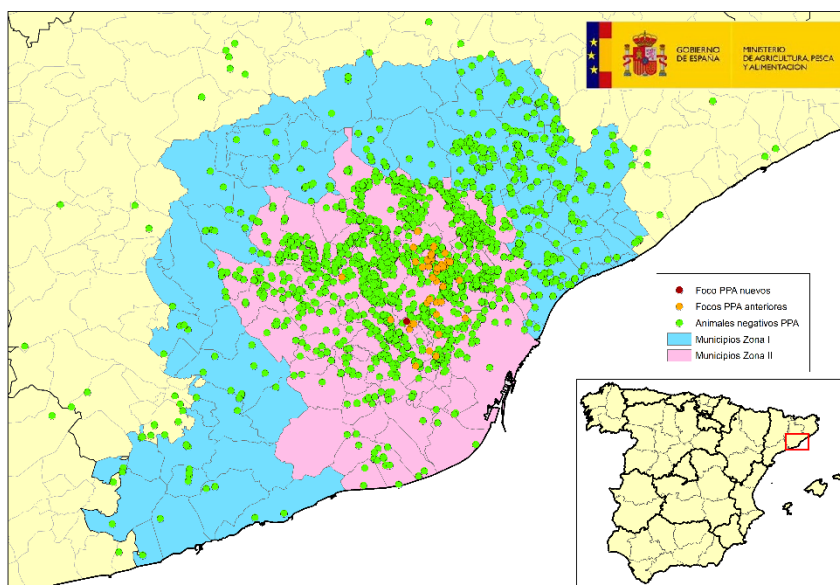 GOBIERNO
DE ESPAÑA
MINISTERIO
DE AGRICULTURA, PESCA
Y ALIMENTACIÓN
Foco PPA nuevos
Focos PPA anteriores
Animales negativos PPA
Municipios Zona I
Municipios Zona II